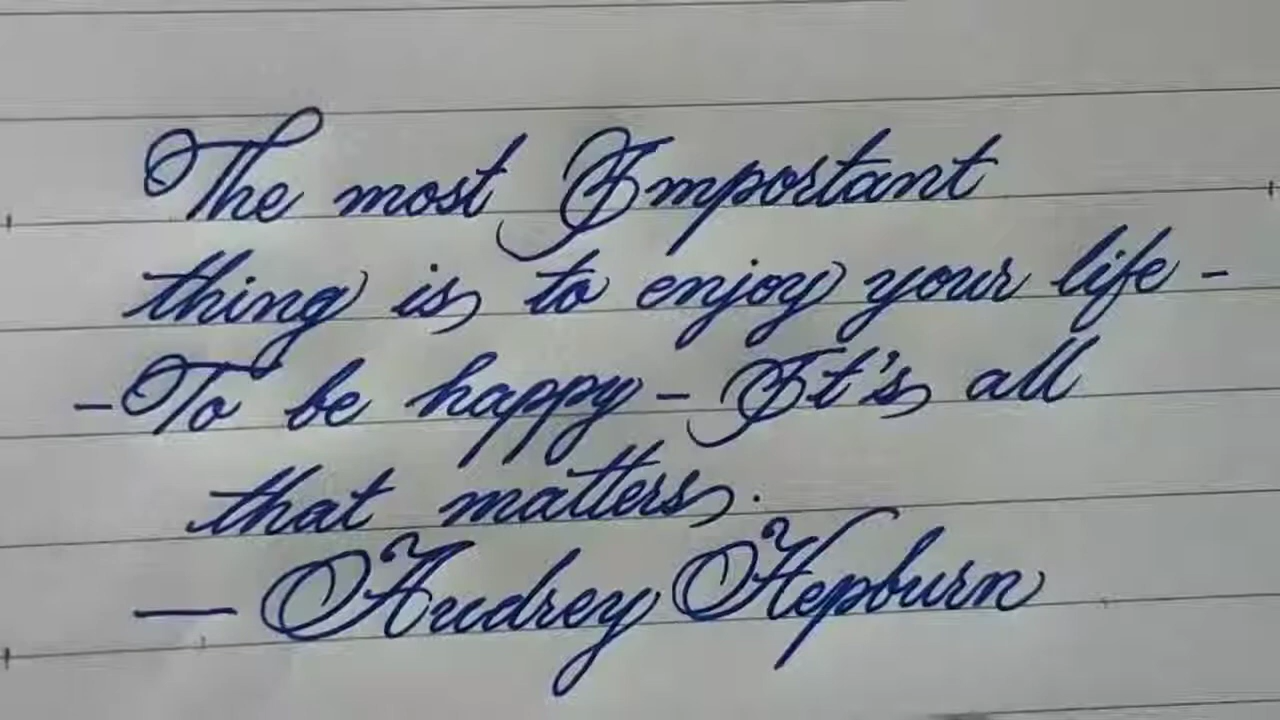 The most Important
thing is to enjoy your life -
- To be happy - It's all
that matters.
— Audrey Hepburn